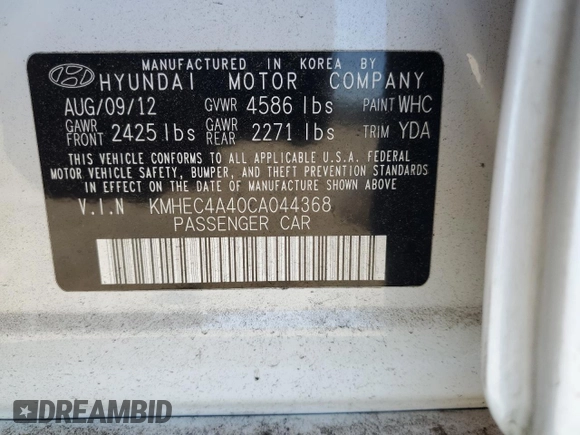 MANUFACTURED IN KOREA BY
HYUNDAI MOTOR COMPANY
AUG/09/12 GVWR 4586 lbs PAINT WHC
GAWR FRONT 2425 lbs GAWR REAR 2271 lbs TRIM YDA
THIS VEHICLE CONFORMS TO ALL APPLICABLE U.S.A. FEDERAL
MOTOR VEHICLE SAFETY, BUMPER, AND THEFT PREVENTION STANDARDS
IN EFFECT ON THE DATE OF MANUFACTURE SHOWN ABOVE.
V.I.N KMHEC4A40CA044368
PASSENGER CAR
DREAMBID